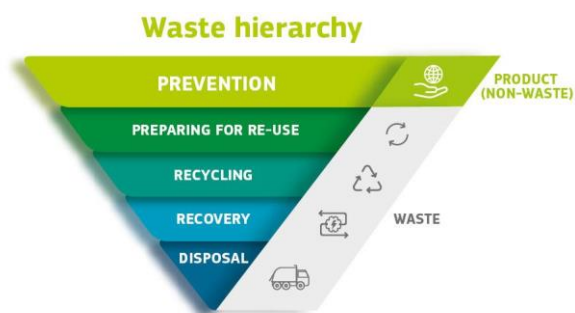 Waste hierarchy
PREVENTION
PRODUCT
(NON-WASTE)
PREPARING FOR RE-USE
RECYCLING
RECOVERY
WASTE
DISPOSAL